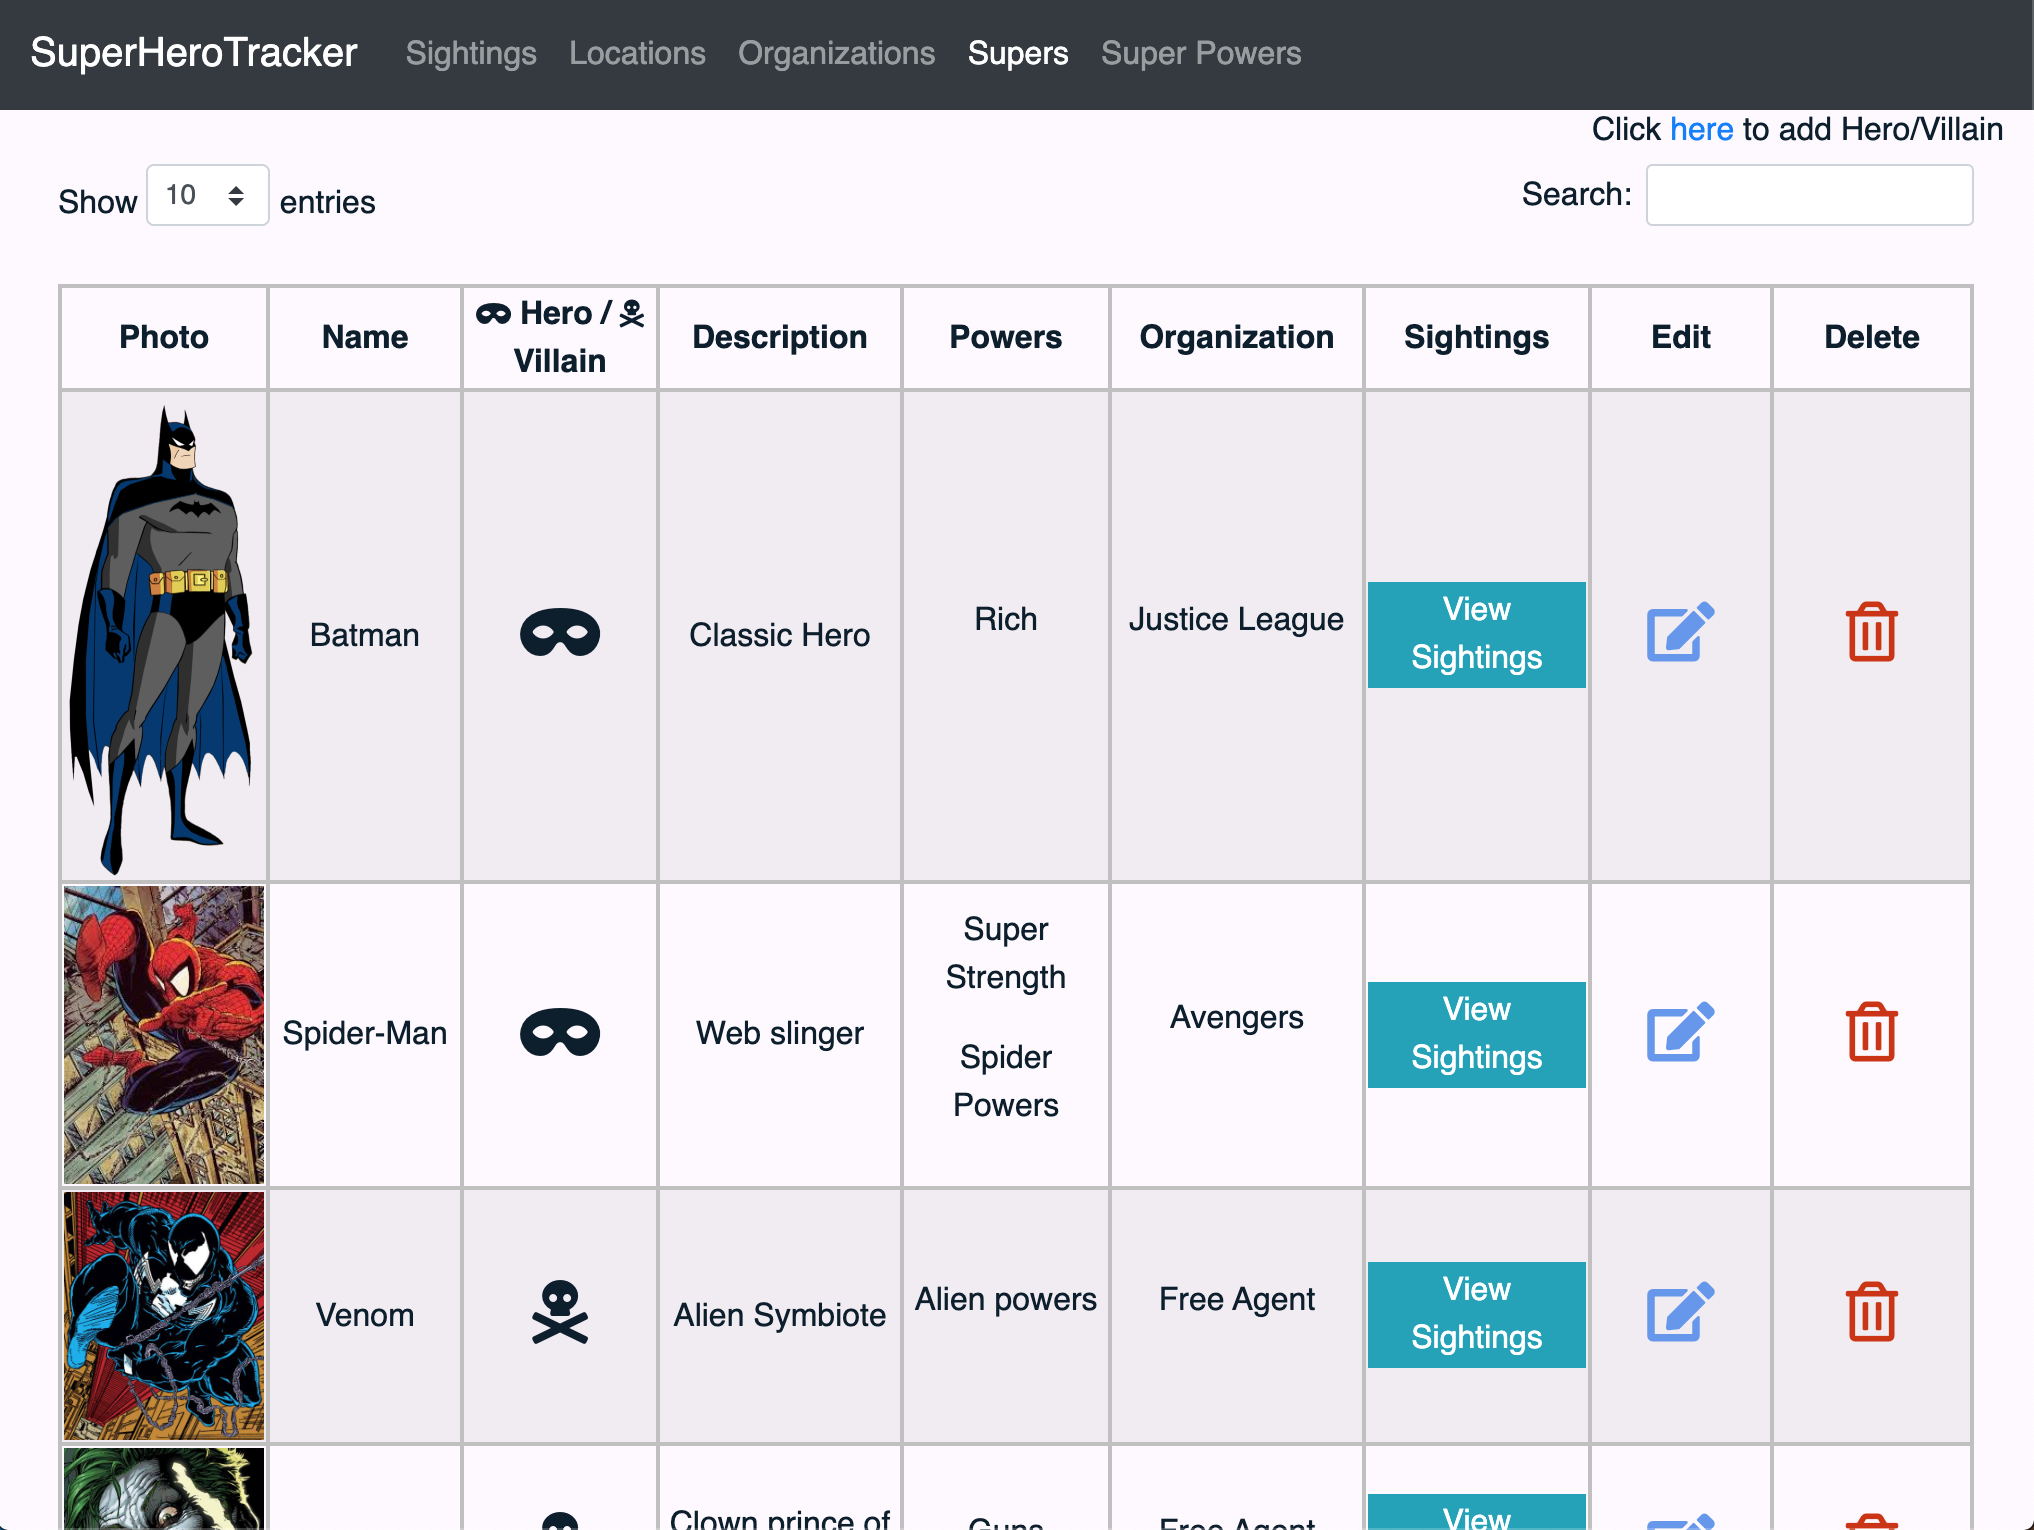 SuperHeroTracker Sightings Locations Organizations Supers Super Powers
Click here to add Hero/Villain
Show 10 entries
Search:
Photo Name Hero / Villain Description Powers Organization Sightings Edit Delete
Batman Classic Hero Rich Justice League View Sightings
Spider-Man Web slinger Super Strength Spider Powers Avengers View Sightings
Venom Alien Symbiote Alien powers Free Agent View Sightings
Clown prince of Guns Free Agent View